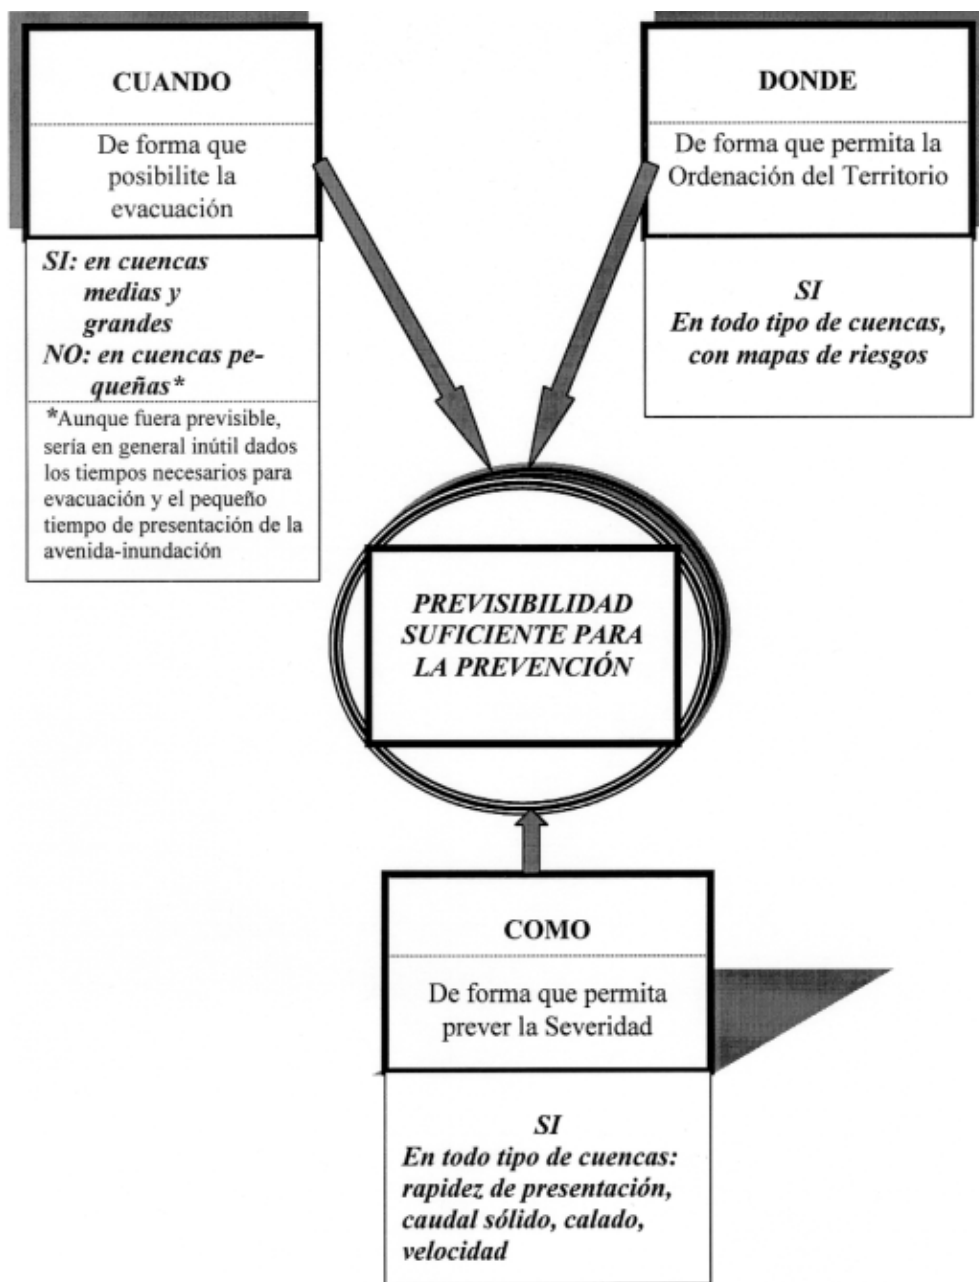 CUANDO
De forma que
posibilite la
evacuación
SI: en cuencas
medias y
grandes
NO: en cuencas pe-
queñas*
*Aunque fuera previsible,
sería en general inútil dados
los tiempos necesarios para
evacuación y el pequeño
tiempo de presentación de la
avenida-inundación
DONDE
De forma que permita la
Ordenación del Territorio
SI
En todo tipo de cuencas,
con mapas de riesgos
PREVISIBILIDAD
SUFICIENTE PARA
LA PREVENCIÓN
COMO
De forma que permita
prever la Severidad
SI
En todo tipo de cuencas:
rapidez de presentación,
caudal sólido, calado,
velocidad